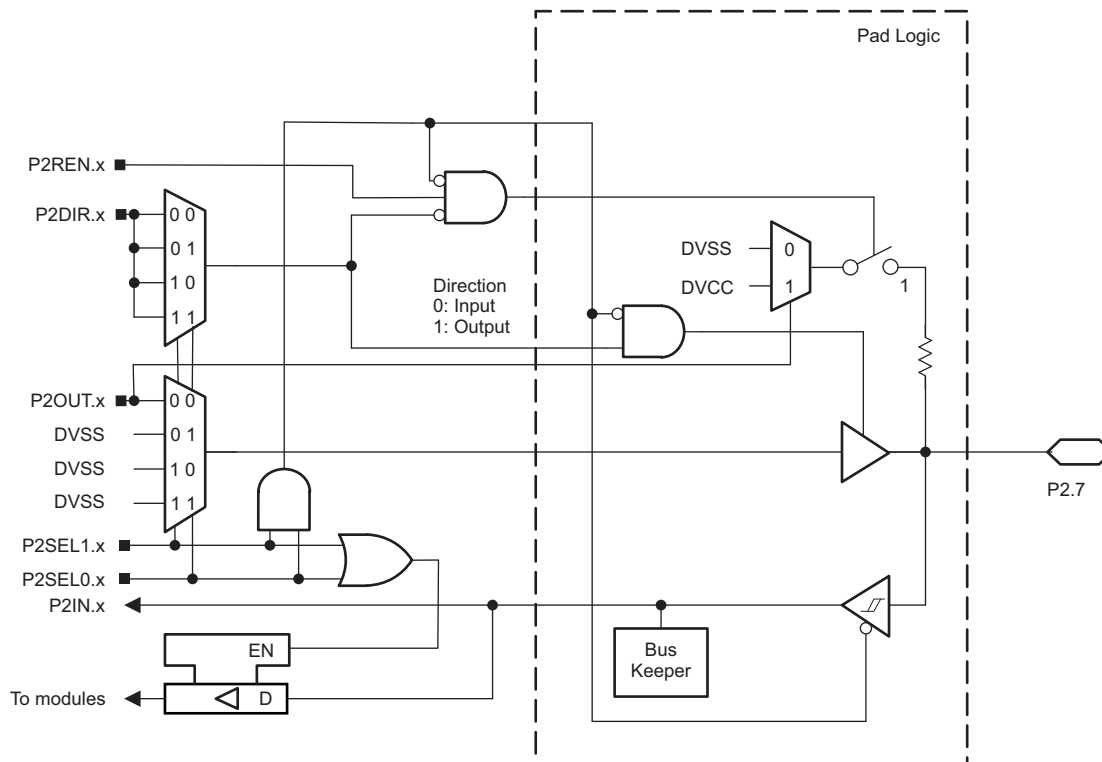 Pad Logic
P2REN.x
P2DIR.x
0 0
0 1
1 0
1 1
Direction
0: Input
1: Output
DVSS
0
DVCC
1
1
P2OUT.x
0 0
DVSS
0 1
DVSS
1 0
DVSS
1 1
P2.7
P2SEL1.x
P2SEL0.x
P2IN.x
EN
Bus
Keeper
To modules
D